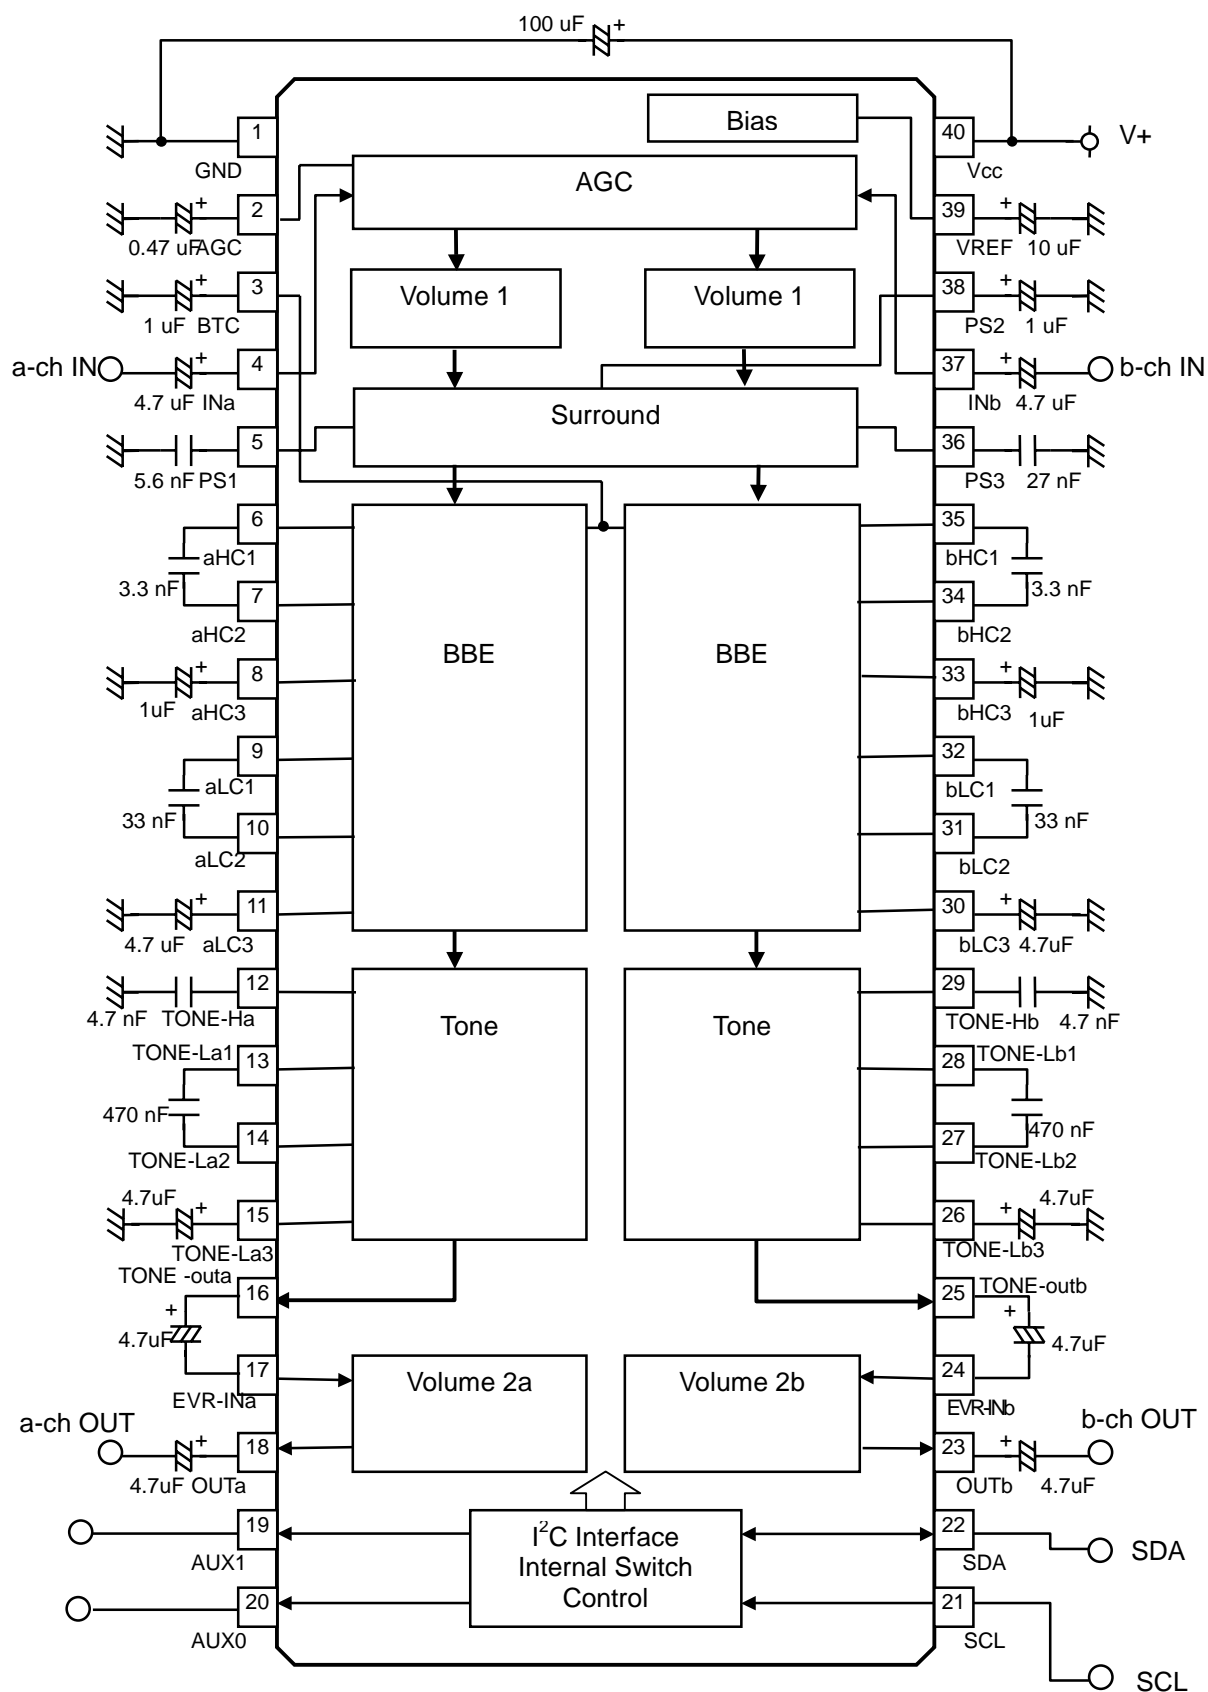 100 uF +
1
Bias
40
V+
GND
Vcc
AGC
2
+
39
+
0.47 uF AGC
VREF
10 uF
3
+
Volume 1
Volume 1
38
+
1 uF BTC
PS2
1 uF
a-ch IN
4
+
37
+
b-ch IN
4.7 uF INa
INb
4.7 uF
Surround
5
36
5.6 nF PS1
PS3
27 nF
6
35
aHC1
bHC1
3.3 nF
3.3 nF
7
34
aHC2
bHC2
BBE
BBE
8
+
33
+
1uF
aHC3
bHC3
1uF
9
32
aLC1
bLC1
33 nF
33 nF
10
31
aLC2
bLC2
11
+
30
+
4.7 uF
aLC3
bLC3
4.7uF
12
29
4.7 nF
TONE-Ha
Tone
Tone
TONE-Hb
4.7 nF
TONE-La1
13
28
TONE-Lb1
470 nF
470 nF
14
27
TONE-La2
TONE-Lb2
4.7uF
+
15
26
+
4.7uF
TONE-La3
TONE-Lb3
TONE -outa
16
25
TONE-outb
+
+
4.7uF
4.7uF
17
Volume 2a
Volume 2b
24
EVR-INa
EVR-INb
a-ch OUT
b-ch OUT
18
+
23
+
4.7uF OUTa
OUTb
4.7uF
19
I2C Interface
Internal Switch
Control
22
AUX1
SDA
SDA
20
21
AUX0
SCL
SCL